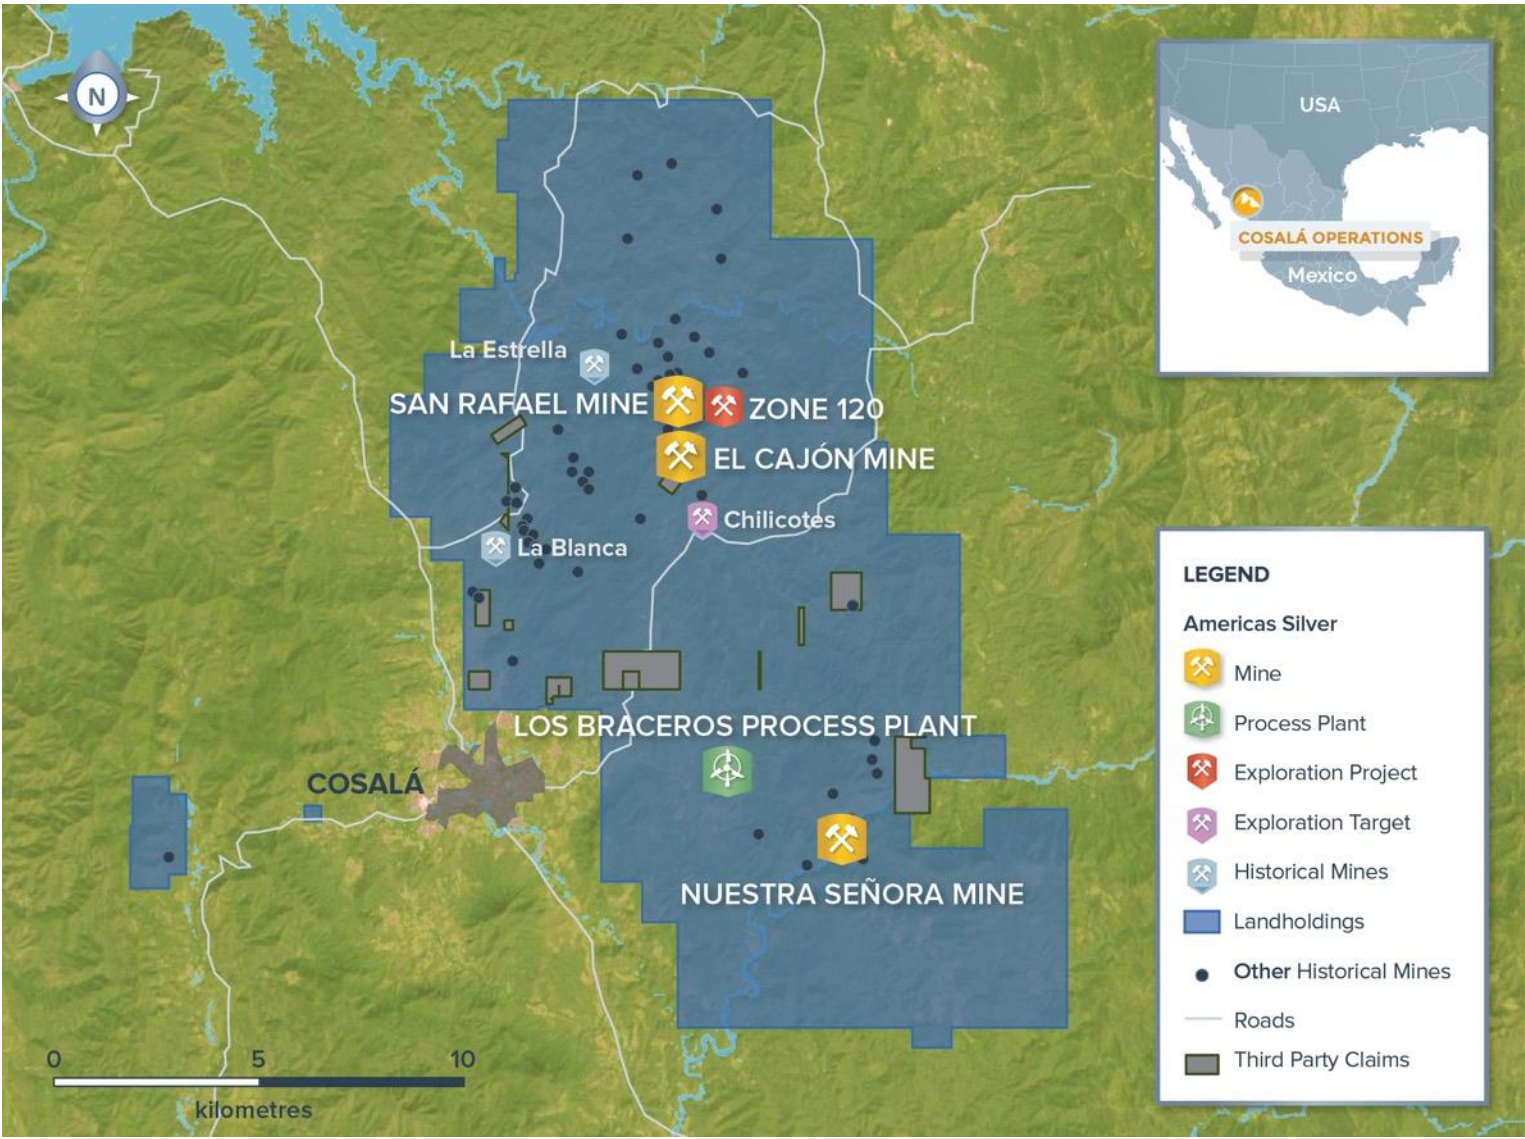 N
USA
COSALÁ OPERATIONS
Mexico
La Estrella
SAN RAFAEL MINE
ZONE 120
EL CAJÓN MINE
Chilicotes
La Blanca
LOS BRACEROS PROCESS PLANT
COSALÁ
NUESTRA SEÑORA MINE
0 5 10
kilometres
LEGEND
Americas Silver
Mine
Process Plant
Exploration Project
Exploration Target
Historical Mines
Landholdings
Other Historical Mines
Roads
Third Party Claims